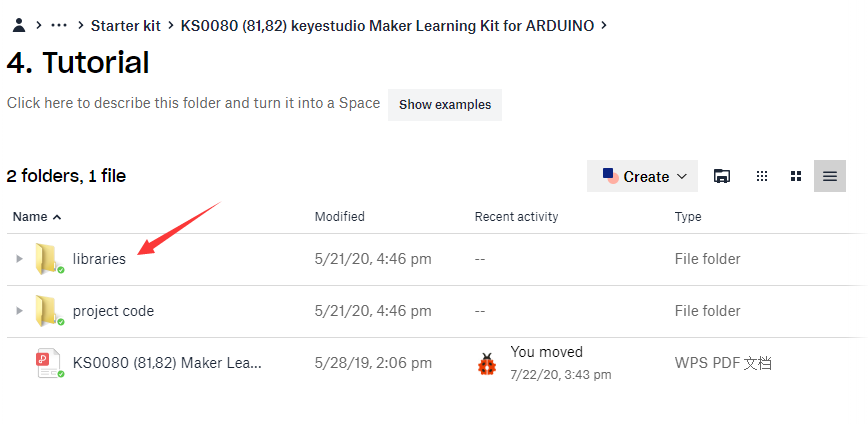 Starter kit > KS0080 (81,82) keyestudio Maker Learning Kit for ARDUINO >
4. Tutorial
Click here to describe this folder and turn it into a Space Show examples
2 folders, 1 file Create
Name Modified Recent activity Type
libraries 5/21/20, 4:46 pm -- File folder
project code 5/21/20, 4:46 pm -- File folder
KS0080 (81,82) Maker Lea... 5/28/19, 2:06 pm You moved WPS PDF 文档
7/22/20, 3:43 pm